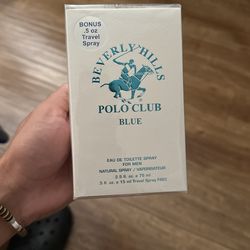 BONUS
.5 oz
Travel
Spray
BEVERLY HILLS
POLO CLUB
BLUE
EAU DE TOILETTE SPRAY
FOR MEN
NATURAL SPRAY / VAPORISATEUR
2.5 fl. oz e 75 ml
.5 fl. oz e 15 ml Travel Spray FREE